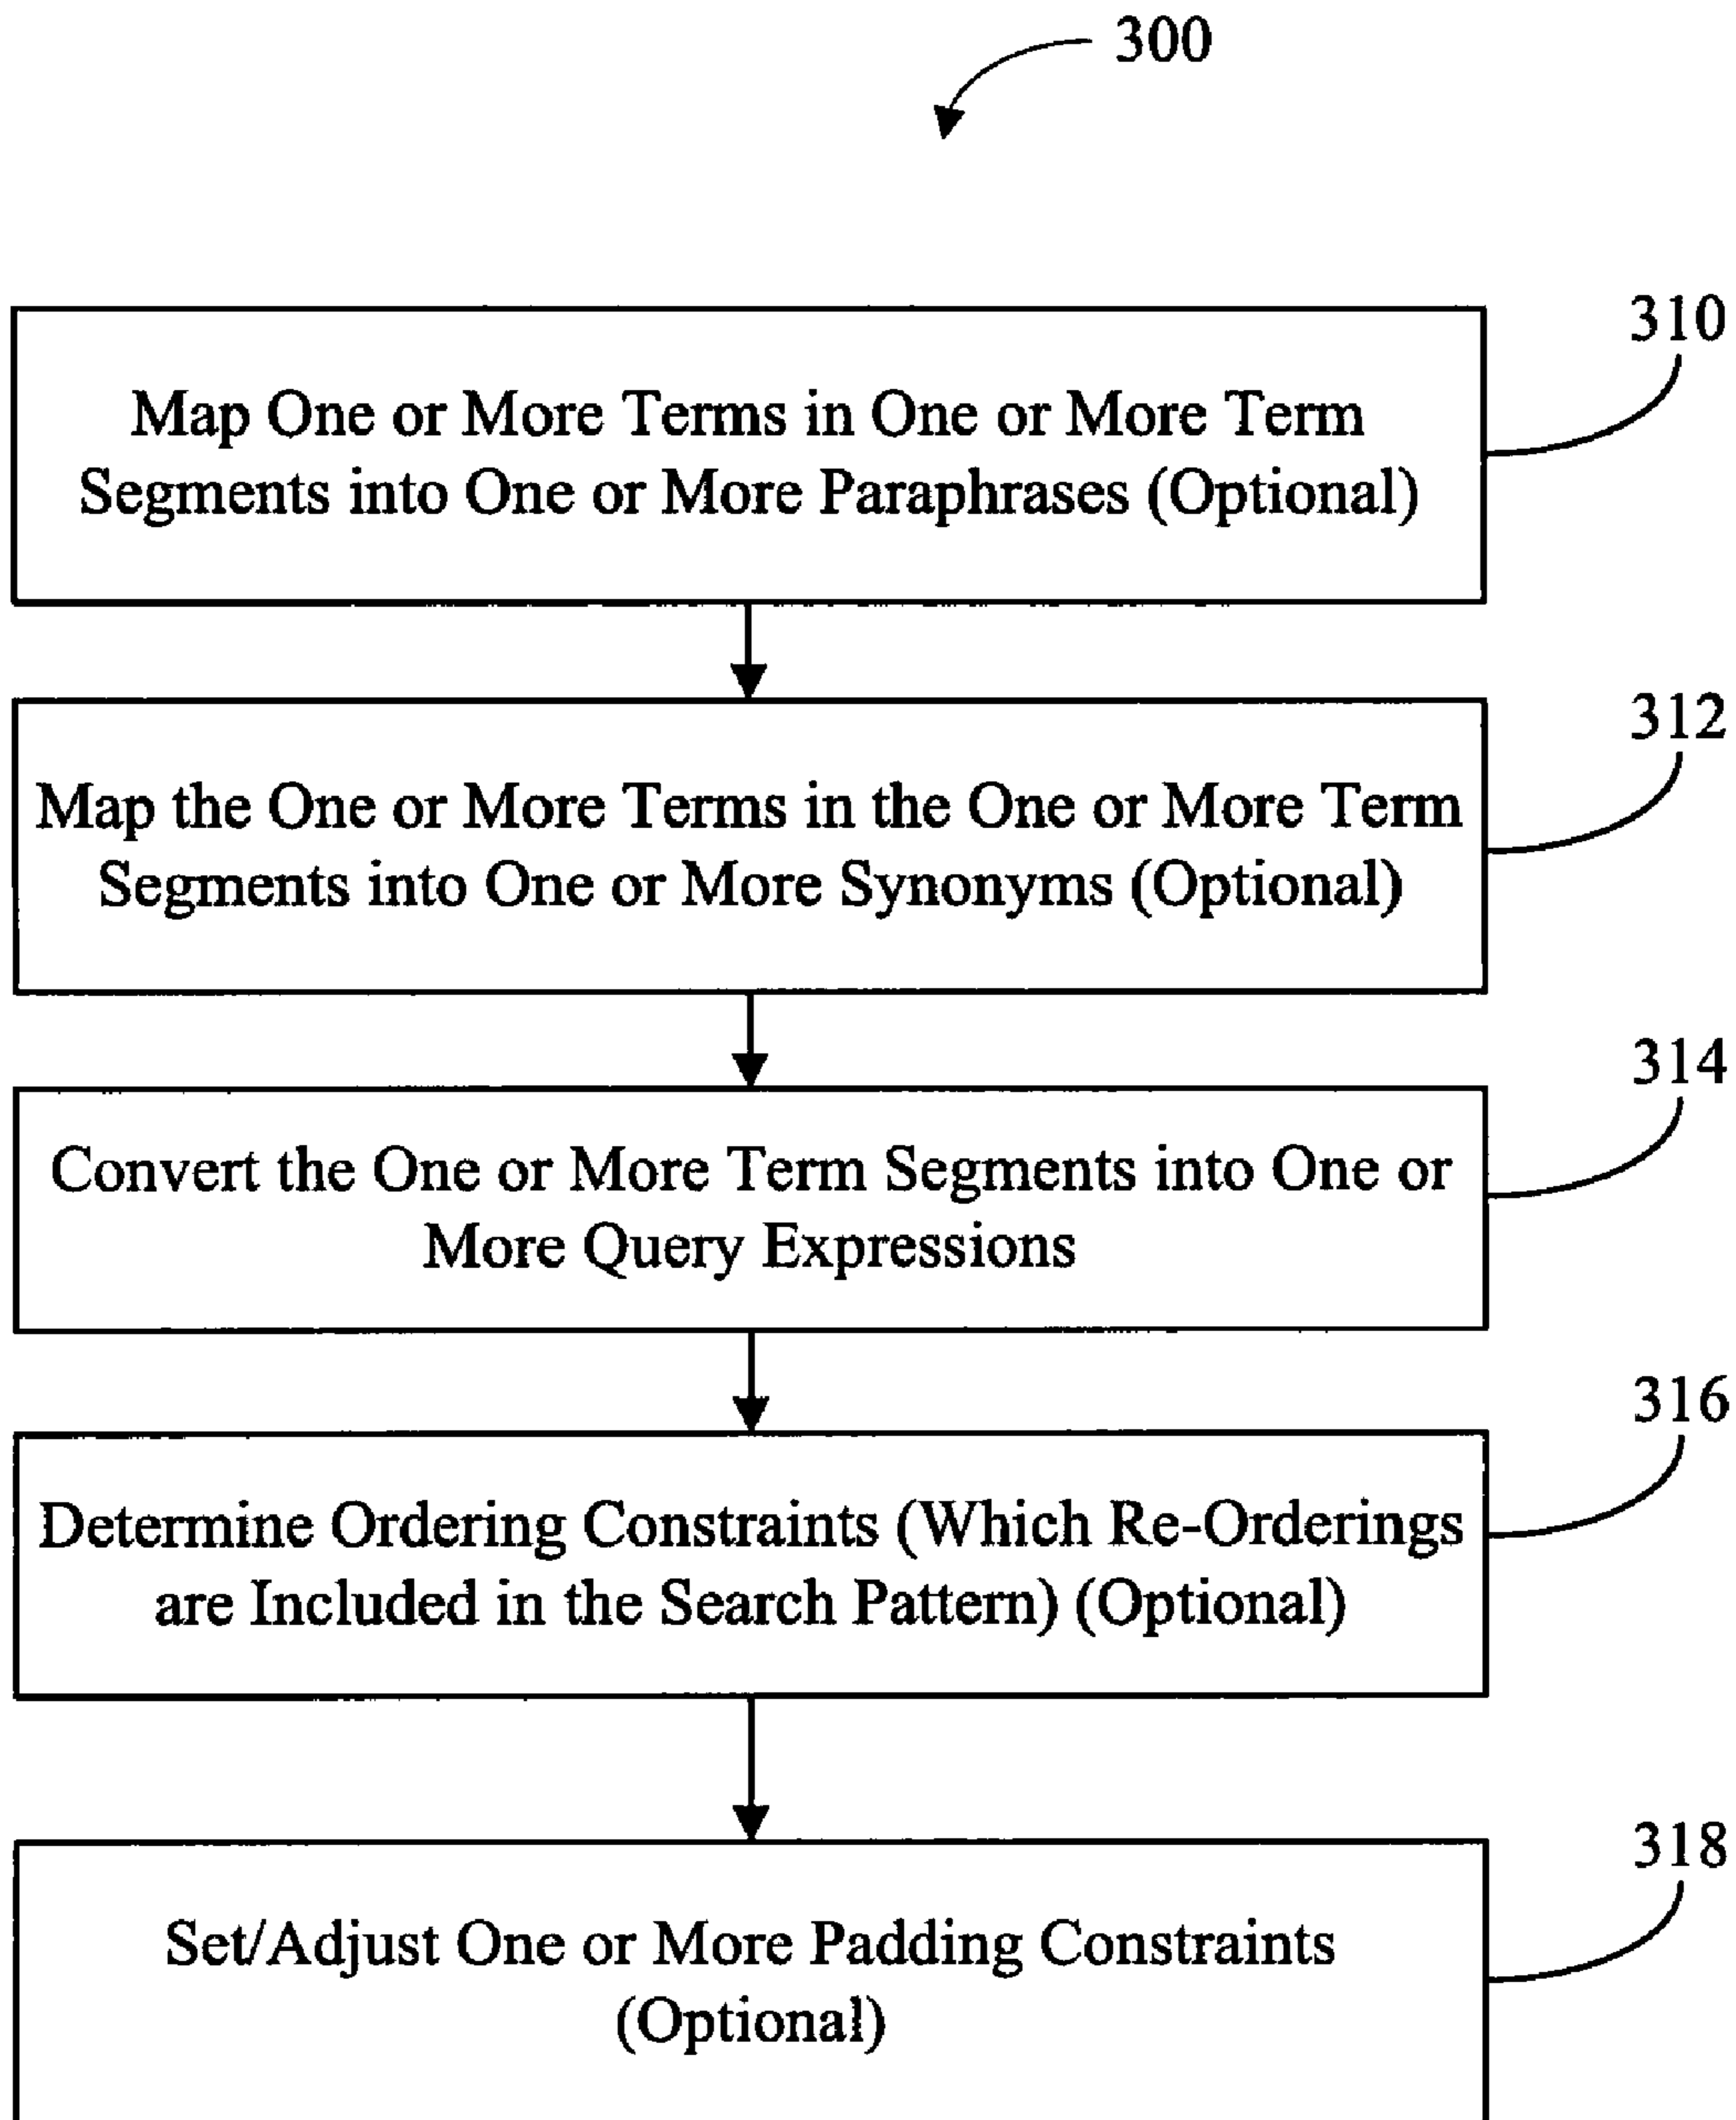 300
310
Map One or More Terms in One or More Term
Segments into One or More Paraphrases (Optional)
312
Map the One or More Terms in the One or More Term
Segments into One or More Synonyms (Optional)
314
Convert the One or More Term Segments into One or
More Query Expressions
316
Determine Ordering Constraints (Which Re-Orderings
are Included in the Search Pattern) (Optional)
318
Set/Adjust One or More Padding Constraints
(Optional)